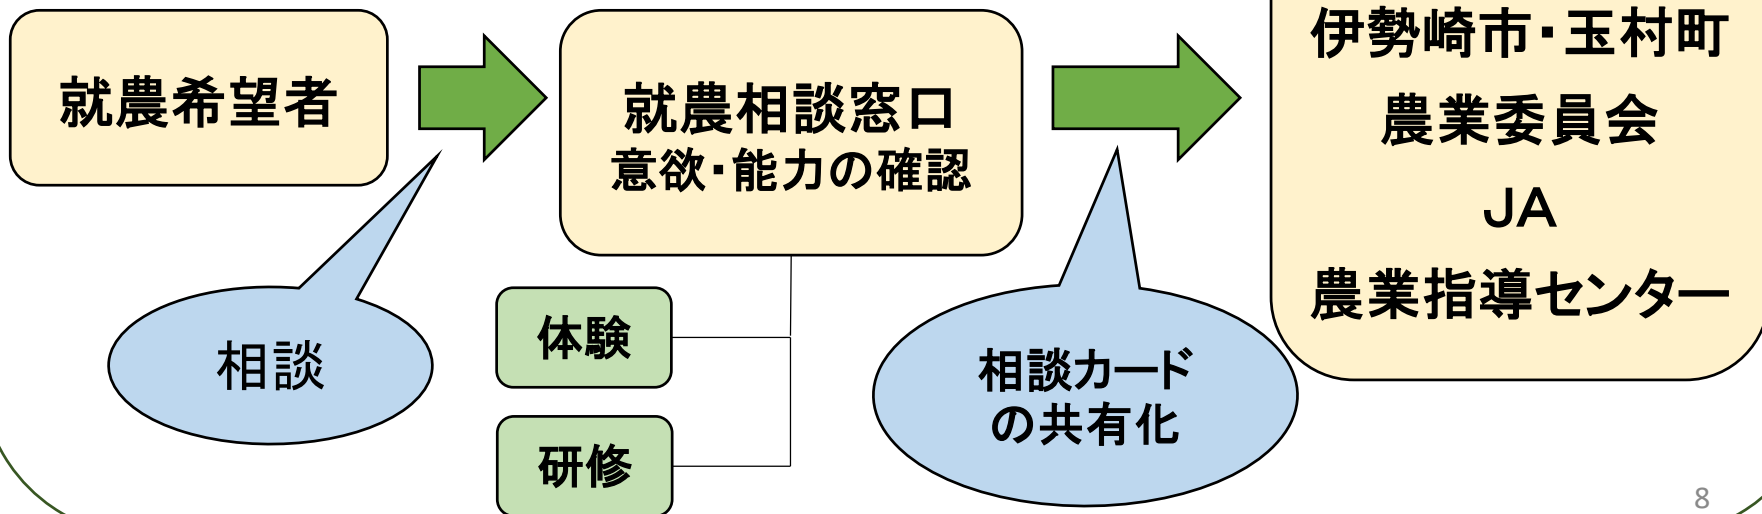 就農希望者
就農相談窓口
意欲・能力の確認
伊勢崎市・玉村町
農業委員会
JA
農業指導センター
相談
体験
研修
相談カード
の共有化
8